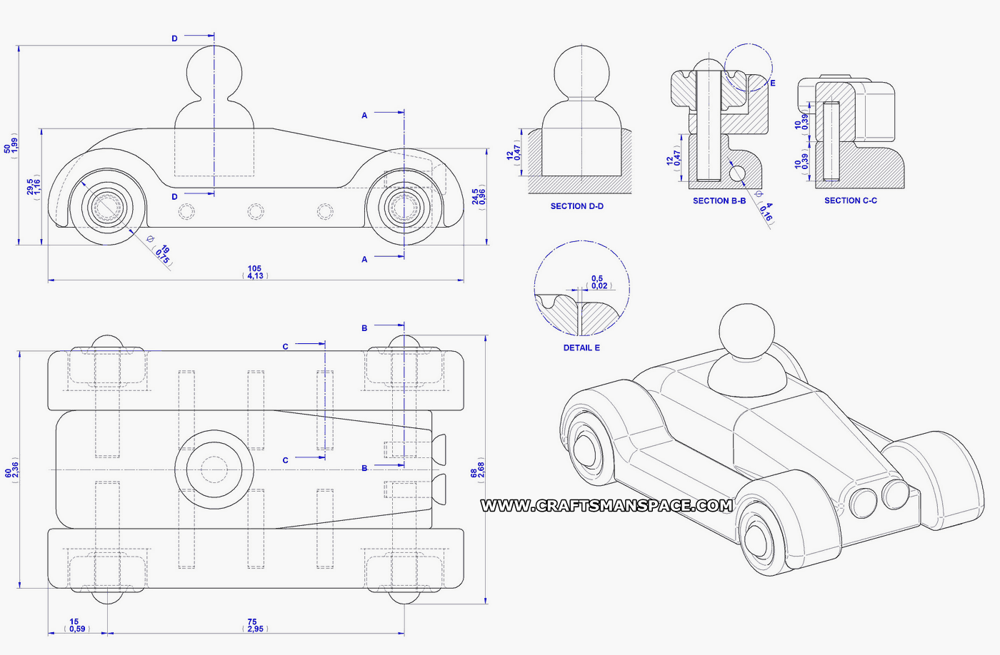 D
A
50
( 1,99 )
29,5
( 1,16 )
24,5
( 0,96 )
D
A
Ø 19
( 0,75 )
105
( 4,13 )
12
( 0,47 )
SECTION D-D
E
12
( 0,47 )
Ø 4
( 0,16 )
SECTION B-B
10
( 0,39 )
10
( 0,39 )
SECTION C-C
0,5
( 0,02 )
DETAIL E
B
C
60
( 2,36 )
C
B
68
( 2,68 )
15
( 0,59 )
75
( 2,95 )
WWW.CRAFTSMANSPACE.COM